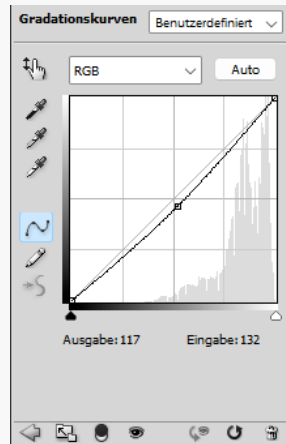 Gradationskurven Benutzerdefiniert
RGB Auto
Ausgabe: 117 Eingabe: 132